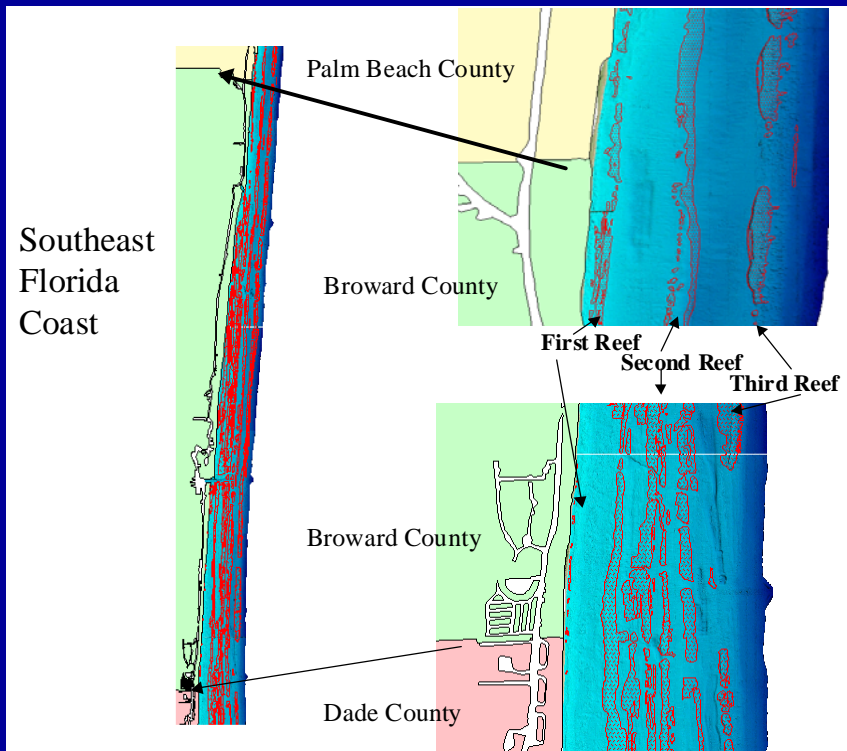 Palm Beach County
Southeast
Florida
Coast
Broward County
First Reef
Second Reef
Third Reef
Broward County
Dade County